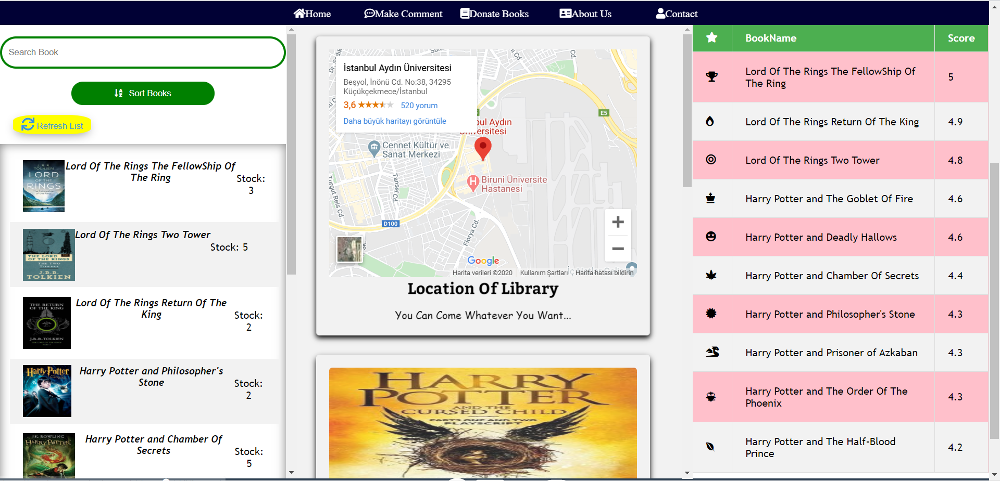 Home
Make Comment
Donate Books
About Us
Contact
Search Book
Sort Books
Refresh List
J.R.R.
TOLKIEN
LORD
OF THE
RINGS
Lord Of The Rings The FellowShip Of
The Ring
Stock:
3
THE LORD
OF THE RINGS
THE TWO
TOWERS
J.R.R.
TOLKIEN
Lord Of The Rings Two Tower
Stock: 5
THE RETURN
OF THE KING
J.R.R.TOLKIEN
Lord Of The Rings Return Of The
King
Stock:
2
Harry Potter
Harry Potter and Philosopher's
Stone
Stock:
2
J.K. ROWLING
HARRY POTTER
Harry Potter and Chamber Of
Secrets
Stock:
5
İstanbul Aydın Üniversitesi
Beşyol, İnönü Cd. No:38, 34295
Küçükçekmece/İstanbul
3,6
520 yorum
Daha büyük haritayı görüntüle
Cd.
E5
bul Aydın
Üniversitesi
Cennet Kültür ve
Sanat Merkezi
Biruni Üniversite
Hastanesi
Turgut Reis Cd.
Tansel Cd.
D100
Florya Cd.
Sk.
Google
Harita verileri ©2020
Kullanım Şartları
Harita hatası bildirin
Location Of Library
You Can Come Whatever You Want...
HARRY
POTTER
AND THE
CURSED CHILD
PARTS ONE AND TWO
PLAYSCRIPT
BookName
Score
Lord Of The Rings The FellowShip Of
The Ring
5
Lord Of The Rings Return Of The King
4.9
Lord Of The Rings Two Tower
4.8
Harry Potter and The Goblet Of Fire
4.6
Harry Potter and Deadly Hallows
4.6
Harry Potter and Chamber Of Secrets
4.4
Harry Potter and Philosopher's Stone
4.3
Harry Potter and Prisoner of Azkaban
4.3
Harry Potter and The Order Of The
Phoenix
4.3
Harry Potter and The Half-Blood
Prince
4.2